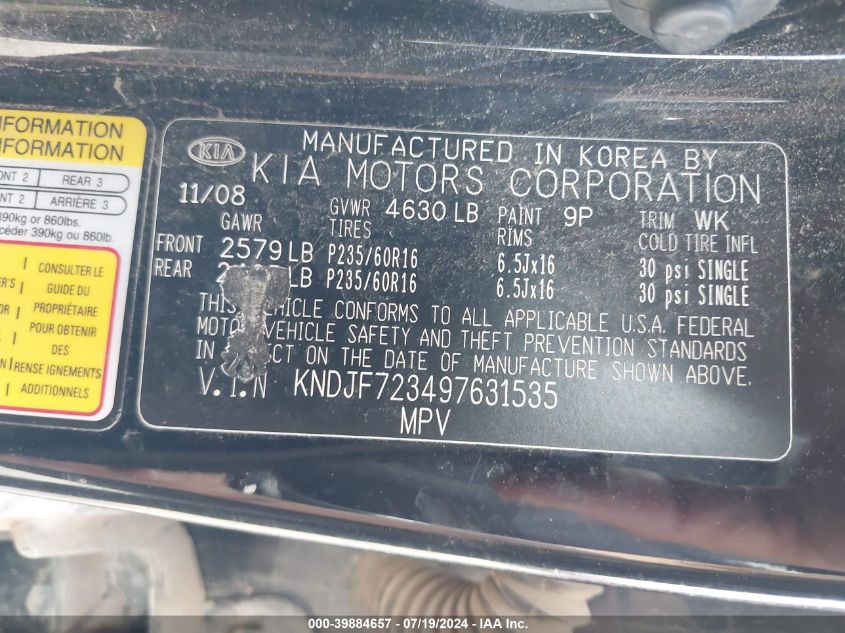 NFORMATION
NFORMATION
ONT 2 REAR 3
NT 2 ARRIÈRE 3
390kg or 860lbs.
céder 390kg ou 860lb.
CONSULTER LE
GUIDE DU
PROPRIÉTAIRE
POUR OBTENIR
DES
RENSEIGNEMENTS
ADDITIONNELS
KIA
MANUFACTURED IN KOREA BY
KIA MOTORS CORPORATION
11/08 GVWR 4630 LB PAINT 9P TRIM WK
GAWR TIRES RIMS COLD TIRE INFL
FRONT 2579 LB P235/60R16 6.5Jx16 30 psi SINGLE
REAR LB P235/60R16 6.5Jx16 30 psi SINGLE
THIS VEHICLE CONFORMS TO ALL APPLICABLE U.S.A. FEDERAL
MOTOR VEHICLE SAFETY AND THEFT PREVENTION STANDARDS
IN EFFECT ON THE DATE OF MANUFACTURE SHOWN ABOVE.
V.I.N KNDJF723497631535
MPV
000-39884657 / 07/19/2024 - IAA Inc.